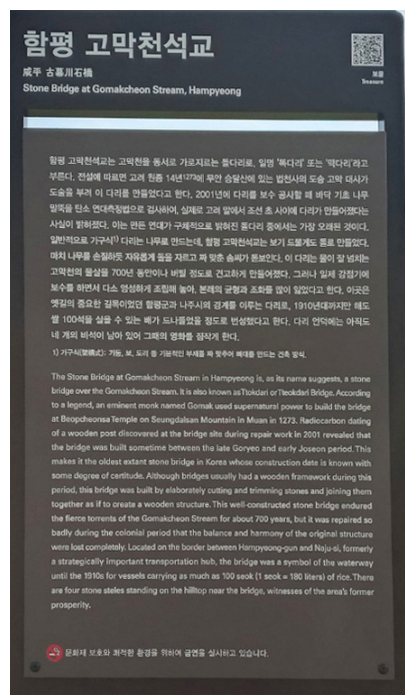 함평 고막천석교
咸平 古幕川石橋
Stone Bridge at Gomakcheon Stream, Hampyeong
보물
Treasure
함평 고막천석교는 고막천을 동서로 가로지르는 돌다리로, 일명 '똑다리' 또는 '떡다리'라고
부른다. 전설에 따르면 고려 원종 14년1273에 무안 승달산에 있는 법천사의 도승 고막 대사가
도술을 부려 이 다리를 만들었다고 한다. 2001년에 다리를 보수 공사할 때 바닥 기초 나무
말뚝을 탄소 연대측정법으로 검사하여, 실제로 고려 말에서 조선 초 사이에 다리가 만들어졌다는
사실이 밝혀졌다. 이는 만든 연대가 구체적으로 밝혀진 돌다리 중에서는 가장 오래된 것이다.
일반적으로 가구식1) 다리는 나무로 만드는데, 함평 고막천석교는 보기 드물게도 돌로 만들었다.
마치 나무를 손질하듯 자유롭게 돌을 자르고 짜 맞춘 솜씨가 돋보인다. 이 다리는 물이 잘 넘치는
고막천의 물살을 700년 동안이나 버틸 정도로 견고하게 만들어졌다. 그러나 일제 강점기에
보수를 하면서 다소 엉성하게 조립해 놓아, 본래의 균형과 조화를 많이 잃었다고 한다. 이곳은
옛길의 중요한 길목이었던 함평군과 나주시의 경계를 이루는 다리로, 1910년대까지만 해도
쌀 100석을 실을 수 있는 배가 드나들었을 정도로 번성했다고 한다. 다리 언덕에는 아직도
네 개의 비석이 남아 있어 그때의 영화를 짐작게 한다.
1) 가구식(架構式): 기둥, 보, 도리 등 기본적인 부재를 짜 맞추어 뼈대를 만드는 건축 방식.
The Stone Bridge at Gomakcheon Stream in Hampyeong is, as its name suggests, a stone
bridge over the Gomakcheon Stream. It is also known asTtokdari orTteokdari Bridge. According
to a legend, an eminent monk named Gomak used supernatural power to build the bridge
at Beopcheonsa Temple on Seungdalsan Mountain in Muan in 1273. Radiocarbon dating
of a wooden post discovered at the bridge site during repair work in 2001 revealed that
the bridge was built sometime between the late Goryeo and early Joseon period. This
makes it the oldest extant stone bridge in Korea whose construction date is known with
some degree of certitude. Although bridges usually had a wooden framework during this
period, this bridge was built by elaborately cutting and trimming stones and joining them
together as if to create a wooden structure. This well-constructed stone bridge endured
the fierce torrents of the Gomakcheon Stream for about 700 years, but it was repaired so
badly during the colonial period that the balance and harmony of the original structure
were lost completely. Located on the border between Hampyeong-gun and Naju-si, formerly
a strategically important transportation hub, the bridge was a symbol of the waterway
until the 1910s for vessels carrying as much as 100 seok (1 seok = 180 liters) of rice. There
are four stone steles standing on the hilltop near the bridge, witnesses of the area's former
prosperity.
문화재 보호와 쾌적한 환경을 위하여 금연을 실시하고 있습니다.